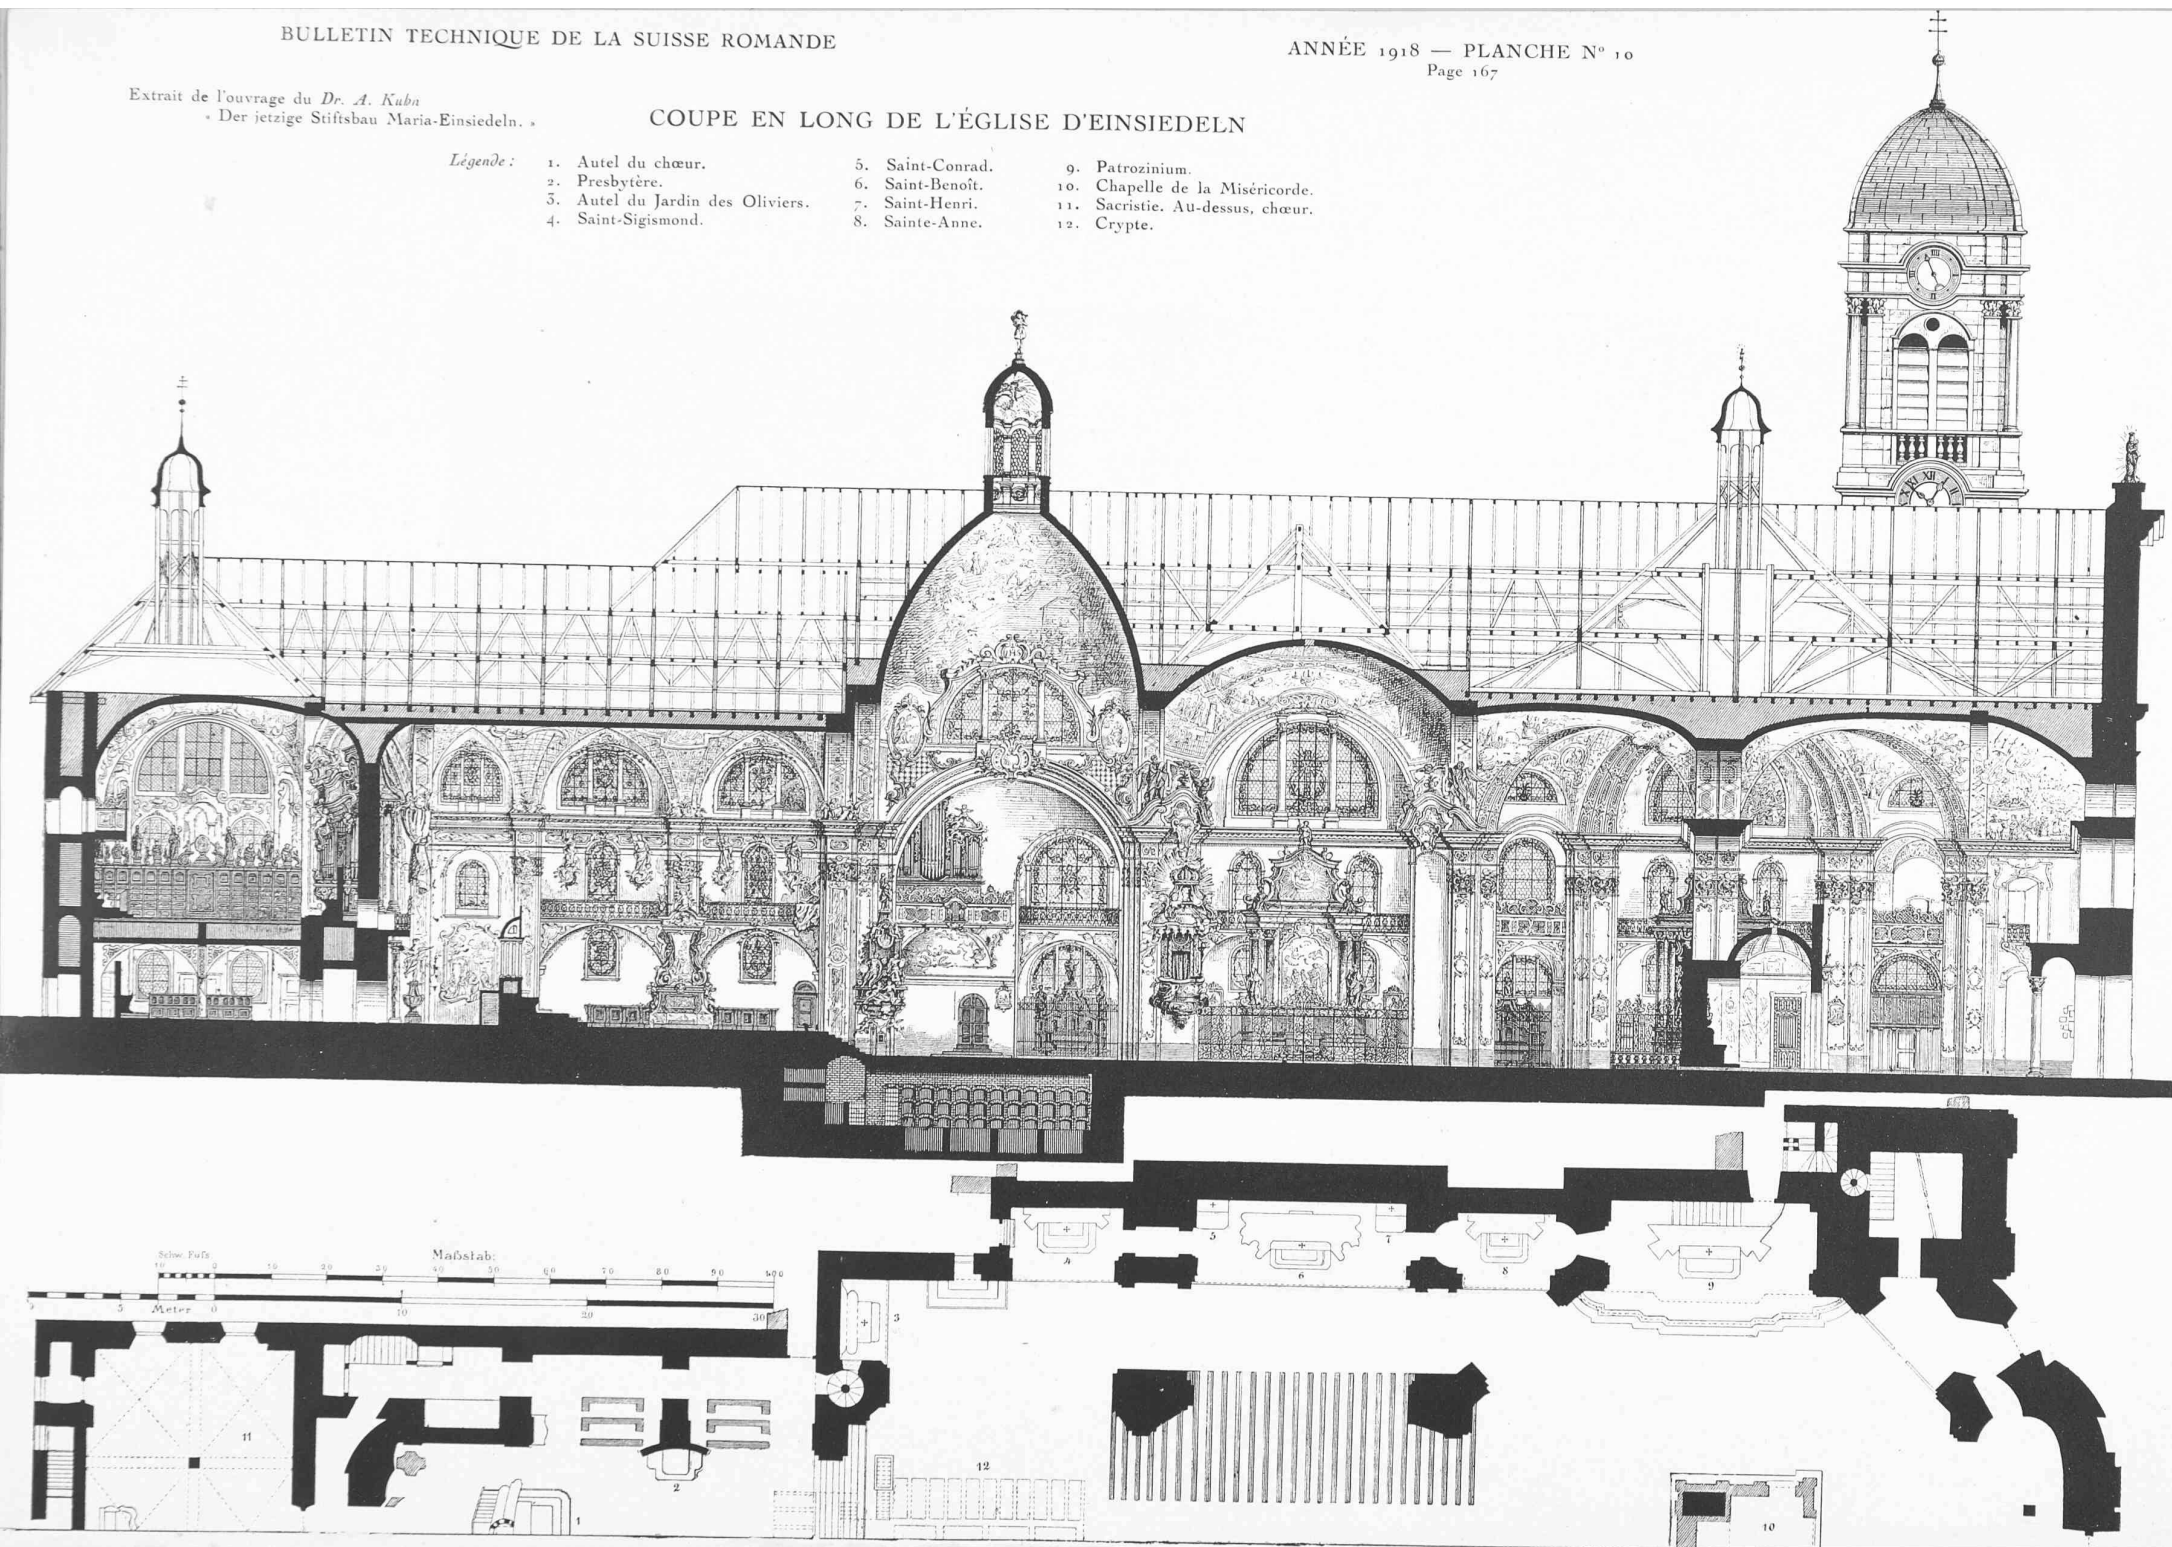 BULLETIN TECHNIQUE DE LA SUISSE ROMANDE
ANNÉE 1918 — PLANCHE Nº 10
Page 167
Extrait de l'ouvrage du Dr. A. Kuhn
« Der jetzige Stiftsbau Maria-Einsiedeln. »
COUPE EN LONG DE L'ÉGLISE D'EINSIEDELN
Légende :
1. Autel du chœur.
2. Presbytère.
3. Autel du Jardin des Oliviers.
4. Saint-Sigismond.
5. Saint-Conrad.
6. Saint-Benoît.
7. Saint-Henri.
8. Sainte-Anne.
9. Patrozinium.
10. Chapelle de la Miséricorde.
11. Sacristie. Au-dessus, chœur.
12. Crypte.
Schw. Fuſs
Maßstab:
10 0 10 20 30 40 50 60 70 80 90 100
5 Meter 0 10 20 30
4
5
6
7
8
9
3
11
12
2
1
10